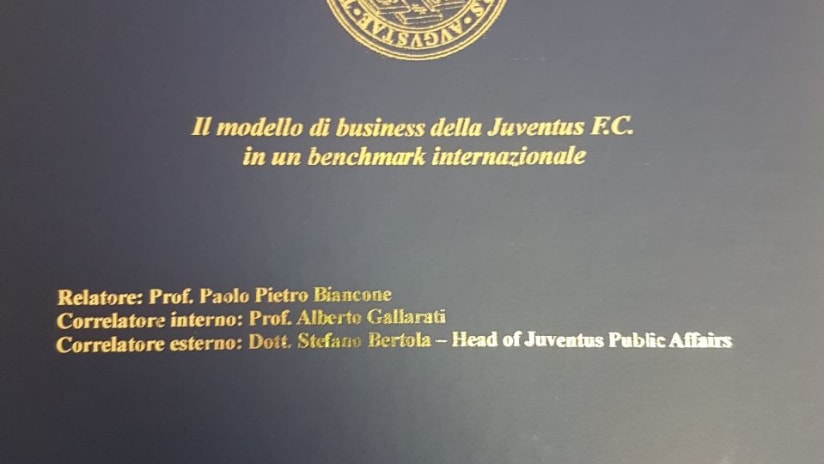 AVGVSTAE
Il modello di business della Juventus F.C.
in un benchmark internazionale
Relatore: Prof. Paolo Pietro Biancone
Correlatore interno: Prof. Alberto Gallarati
Correlatore esterno: Dott. Stefano Bertola – Head of Juventus Public Affairs